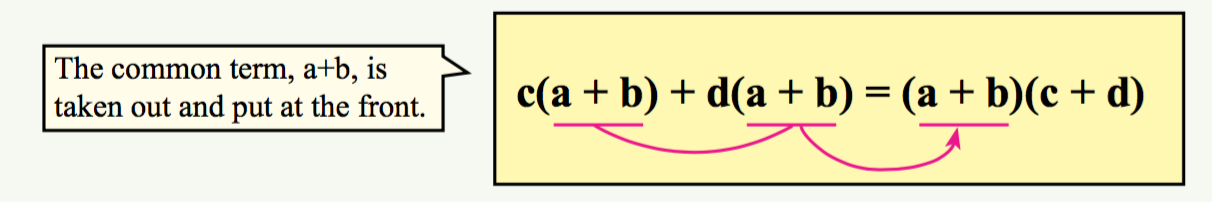 The common term, a+b, is
taken out and put at the front.
c(a + b) + d(a + b) = (a + b)(c + d)